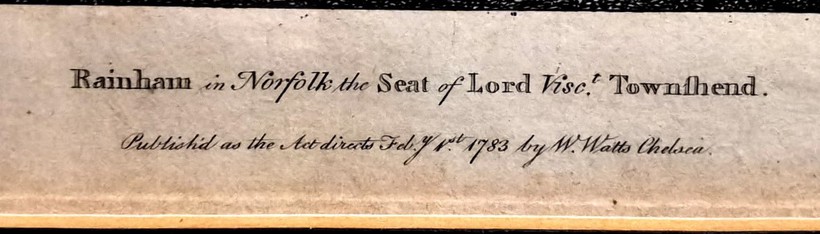 Rainham in Norfolk the Seat of Lord Visc.t Townſhend.
Publish'd as the Act directs Feb.y 1.st 1783 by W. Watts Chelsea.